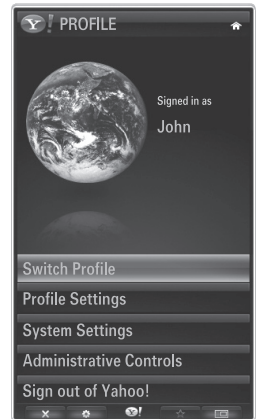 Y! PROFILE
Signed in as
John
Switch Profile
Profile Settings
System Settings
Administrative Controls
Sign out of Yahoo!
Y!